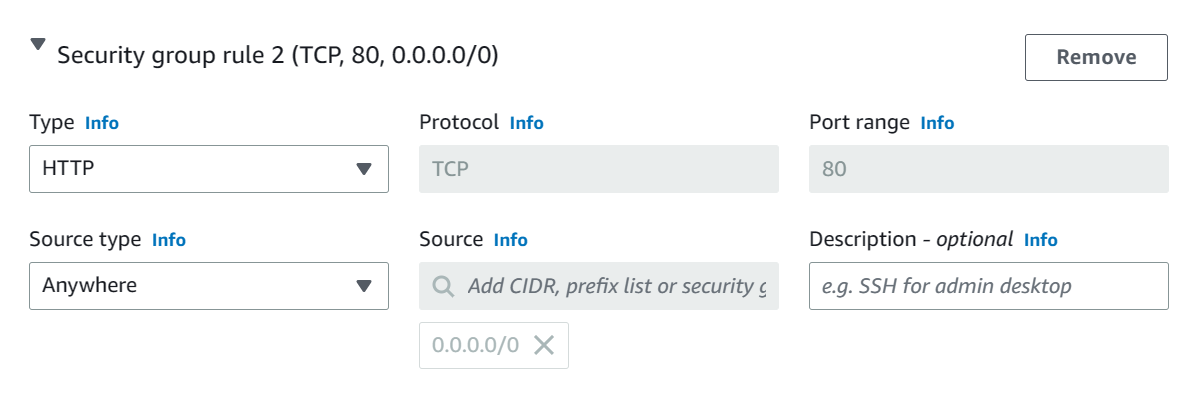 Security group rule 2 (TCP, 80, 0.0.0.0/0)
Remove
Type Info
Protocol Info
Port range Info
HTTP
TCP
80
Source type Info
Source Info
Description - optional Info
Anywhere
Add CIDR, prefix list or security g
e.g. SSH for admin desktop
0.0.0.0/0